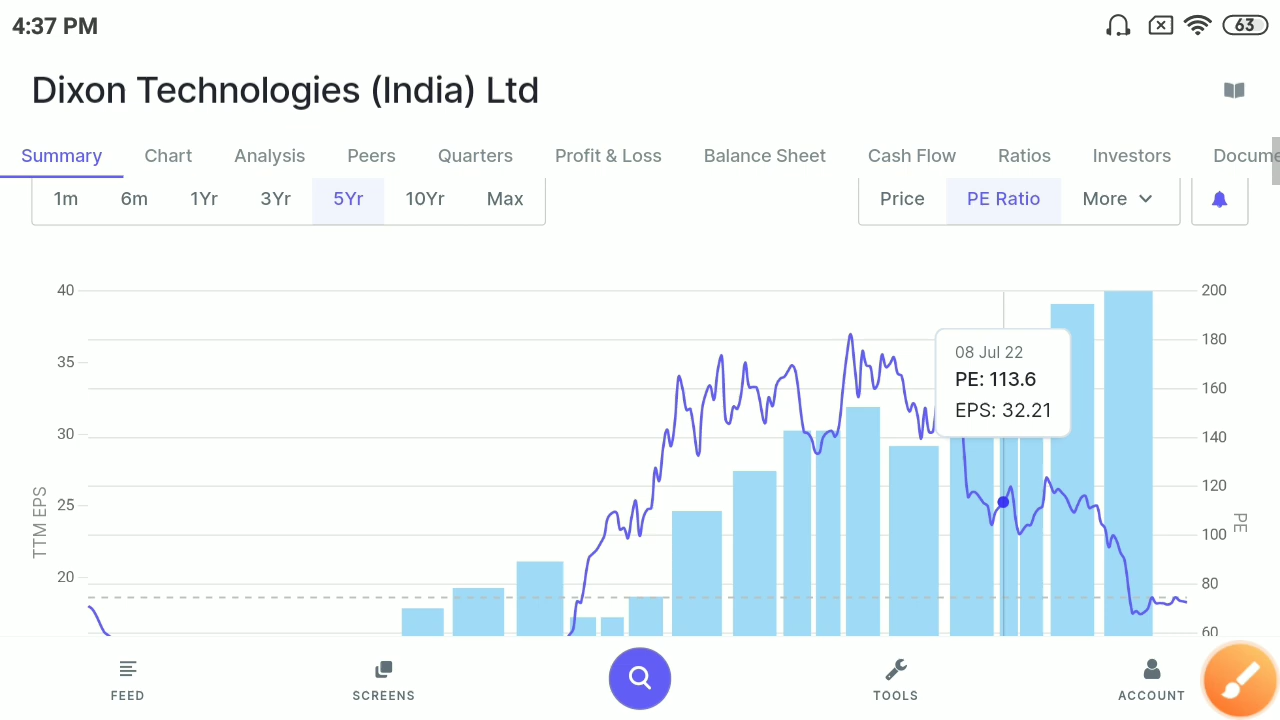 4:37 PM
63
Dixon Technologies (India) Ltd
Summary Chart Analysis Peers Quarters Profit & Loss Balance Sheet Cash Flow Ratios Investors Docume
1m 6m 1Yr 3Yr 5Yr 10Yr Max Price PE Ratio More
40 200
180
35
160
30 140
25 120
100
20 80
60
TTM EPS
PE
08 Jul 22
PE: 113.6
EPS: 32.21
FEED SCREENS TOOLS ACCOUNT